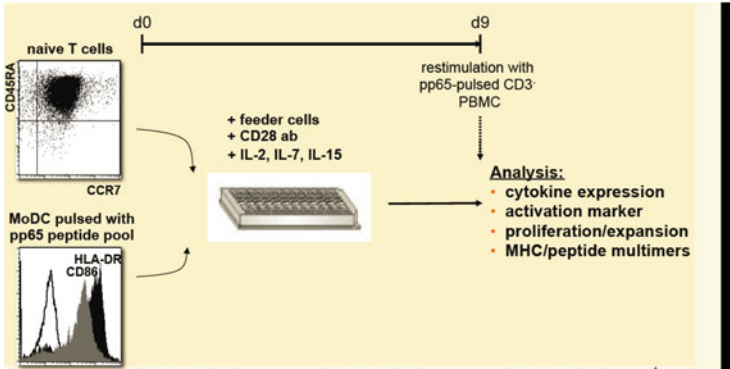 d0
d9
naive T cells
CD45RA
CCR7
restimulation with
pp65-pulsed CD3-
PBMC
+ feeder cells
+ CD28 ab
+ IL-2, IL-7, IL-15
MoDC pulsed with
pp65 peptide pool
HLA-DR
CD86
Analysis:
• cytokine expression
• activation marker
• proliferation/expansion
• MHC/peptide multimers